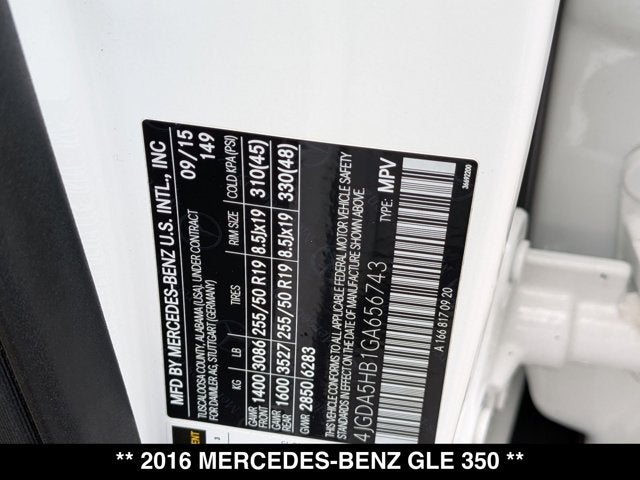 MFD BY MERCEDES-BENZ U.S. INTL., INC 09/15
TUSCALOOSA COUNTY, ALABAMA (USA) UNDER CONTRACT 149
FOR DAIMLER AG, STUTTGART (GERMANY)
KG LB TIRES RIM SIZE COLD KPA (PSI)
GAWR FRONT 1400 3086 255/50 R19 8.5Jx19 310(45)
GAWR REAR 1600 3527 255/50 R19 8.5Jx19 330(48)
GVWR 2850 6283
THIS VEHICLE CONFORMS TO ALL APPLICABLE FEDERAL MOTOR VEHICLE SAFETY
STANDARDS IN EFFECT ON THE DATE OF MANUFACTURE SHOWN ABOVE.
4JGDA5HB1GA656743 TYPE: MPV
A 166 817 09 20 3692200
** 2016 MERCEDES-BENZ GLE 350 **